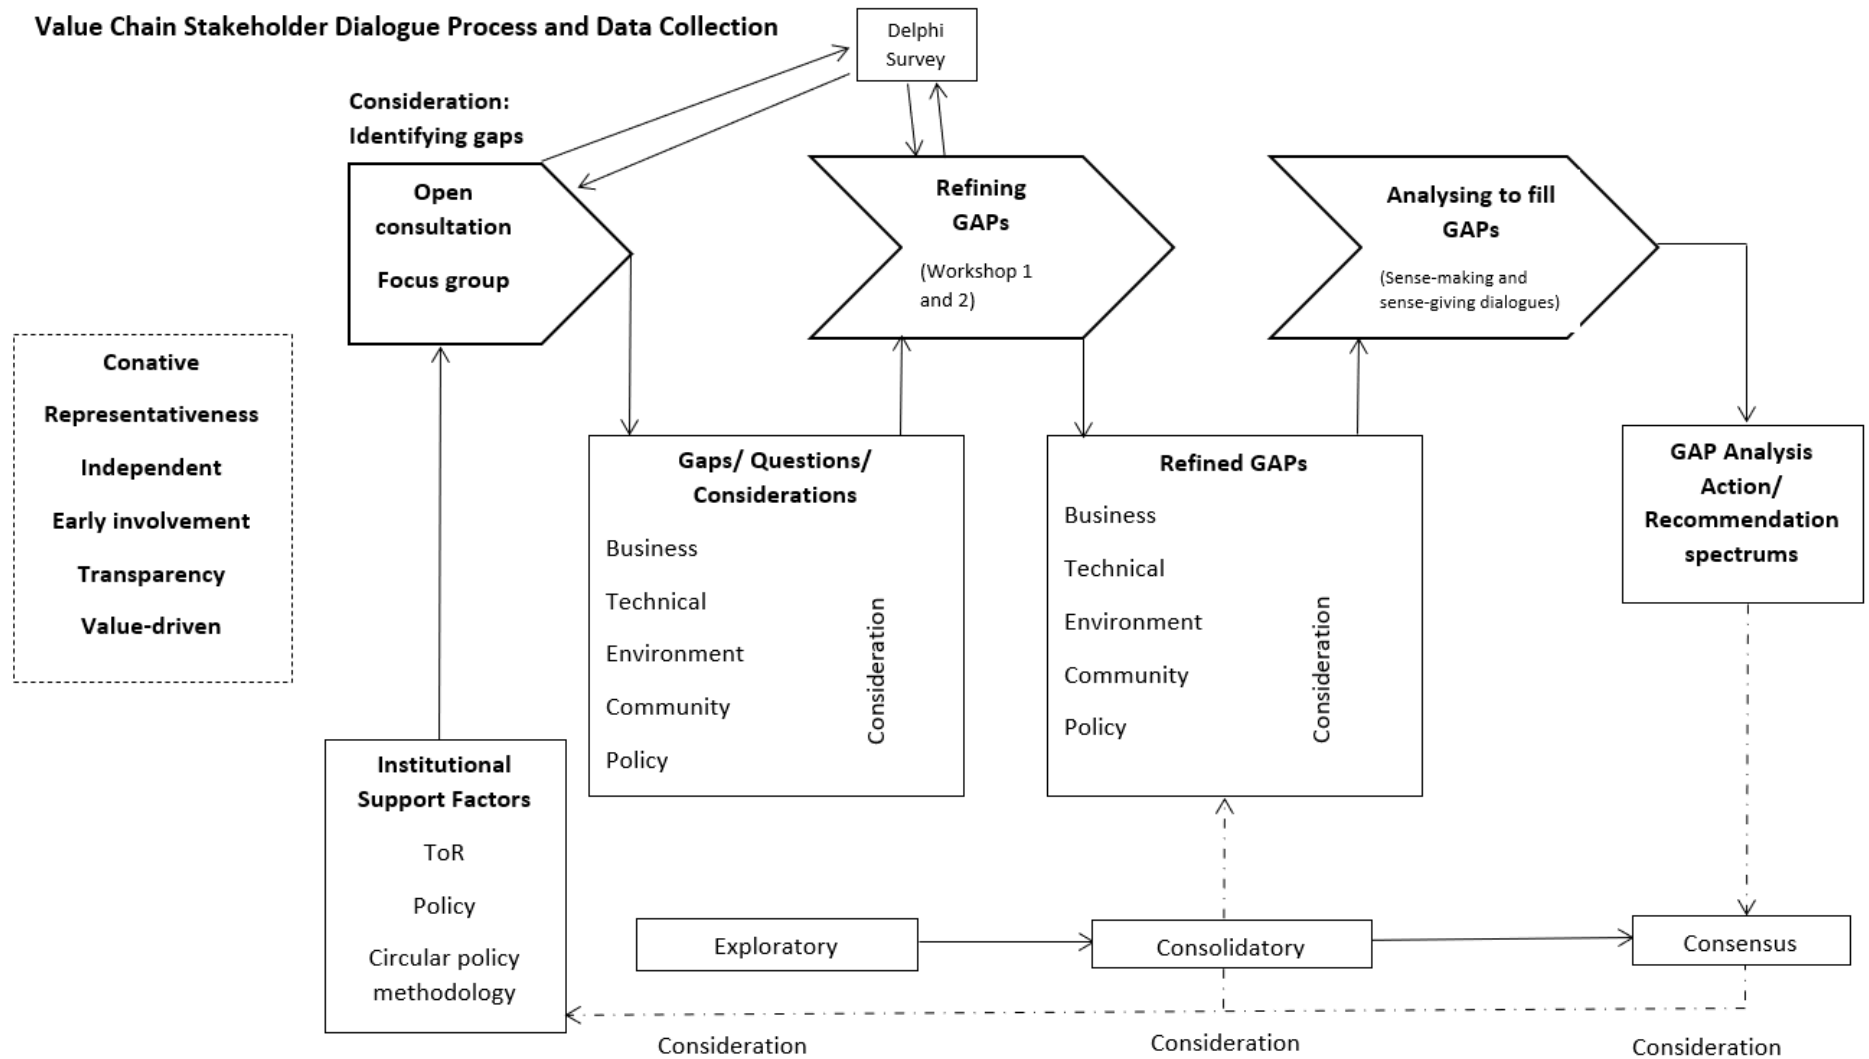 Value Chain Stakeholder Dialogue Process and Data Collection
Delphi
Survey
Consideration:
Identifying gaps
Open
consultation
Focus group
Refining
GAPs
(Workshop 1
and 2)
Analysing to fill
GAPs
(Sense-making and
sense-giving dialogues)
Conative
Representativeness
Independent
Early involvement
Transparency
Value-driven
Gaps/ Questions/
Considerations
Business
Technical
Environment
Community
Policy
Consideration
Refined GAPs
Business
Technical
Environment
Community
Policy
Consideration
GAP Analysis
Action/
Recommendation
spectrums
Institutional
Support Factors
ToR
Policy
Circular policy
methodology
Exploratory
Consolidatory
Consensus
Consideration
Consideration
Consideration